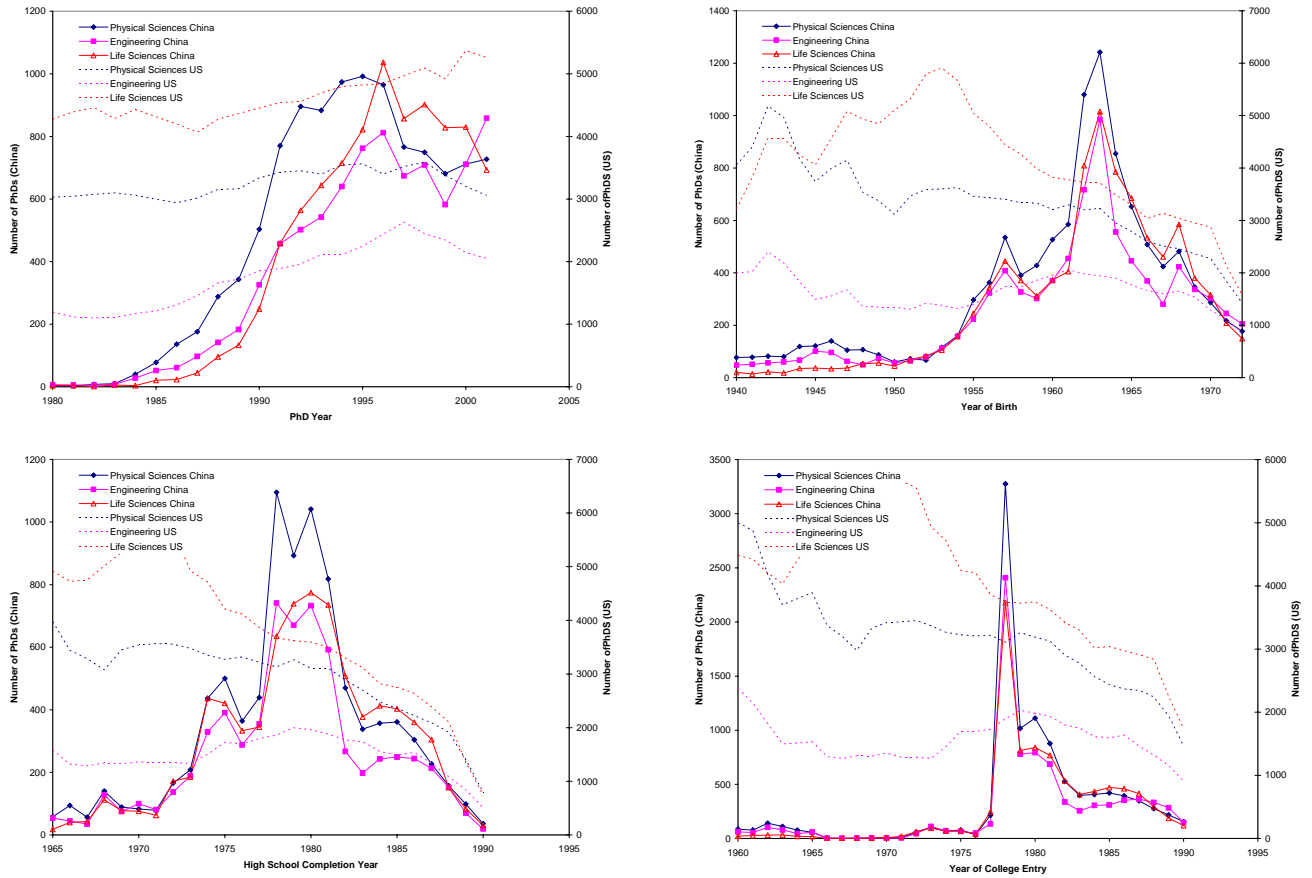 1200
1000
800
600
400
200
0
Number of PhDs (China)
6000
5000
4000
3000
2000
1000
0
Number ofPhDS (US)
Physical Sciences China
Engineering China
Life Sciences China
Physical Sciences US
Engineering US
Life Sciences US
1980 1985 1990 1995 2000 2005
PhD Year
1400
1200
1000
800
600
400
200
0
Number of PhDs (China)
7000
6000
5000
4000
3000
2000
1000
0
Number ofPhDS (US)
Physical Sciences China
Engineering China
Life Sciences China
Physical Sciences US
Engineering US
Life Sciences US
1940 1945 1950 1955 1960 1965 1970
Year of Birth
1200
1000
800
600
400
200
0
Number of PhDs (China)
7000
6000
5000
4000
3000
2000
1000
0
Number ofPhDS (US)
Physical Sciences China
Engineering China
Life Sciences China
Physical Sciences US
Engineering US
Life Sciences US
1965 1970 1975 1980 1985 1990 1995
High School Completion Year
3500
3000
2500
2000
1500
1000
500
0
Number of PhDs (China)
6000
5000
4000
3000
2000
1000
0
Number ofPhDS (US)
Physical Sciences China
Engineering China
Life Sciences China
Physical Sciences US
Engineering US
Life Sciences US
1960 1965 1970 1975 1980 1985 1990 1995
Year of College Entry